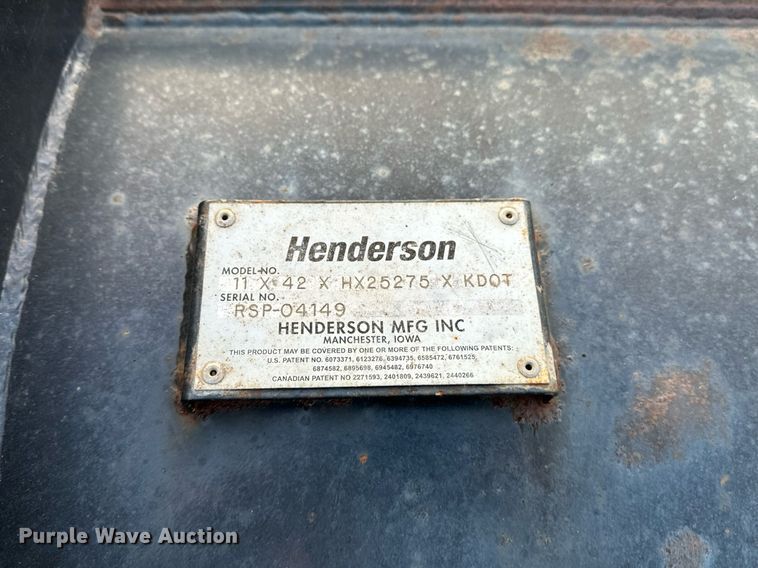 Henderson
MODEL NO.
11 X 42 X HX25275 X KDOT
SERIAL NO.
RSP-04149
HENDERSON MFG INC
MANCHESTER, IOWA
THIS PRODUCT MAY BE COVERED BY ONE OR MORE OF THE FOLLOWING PATENTS:
U.S. PATENT NO. 6073371, 6123276, 6394735, 6585472, 6761525,
6874582, 6805698, 6945482, 6976740
CANADIAN PATENT NO 2271593, 2401809, 2439621, 2440266
Purple Wave Auction®